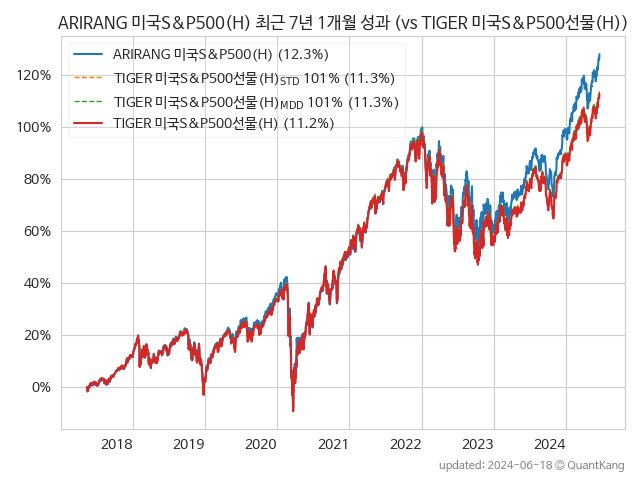 ARIRANG 미국S&P500(H) 최근 7년 1개월 성과 (vs TIGER 미국S&P500선물(H))
ARIRANG 미국S&P500(H) (12.3%)
TIGER 미국S&P500선물(H)STD 101% (11.3%)
TIGER 미국S&P500선물(H)MDD 101% (11.3%)
TIGER 미국S&P500선물(H) (11.2%)
120%
100%
80%
60%
40%
20%
0%
2018 2019 2020 2021 2022 2023 2024
updated: 2024-06-18 © QuantKang